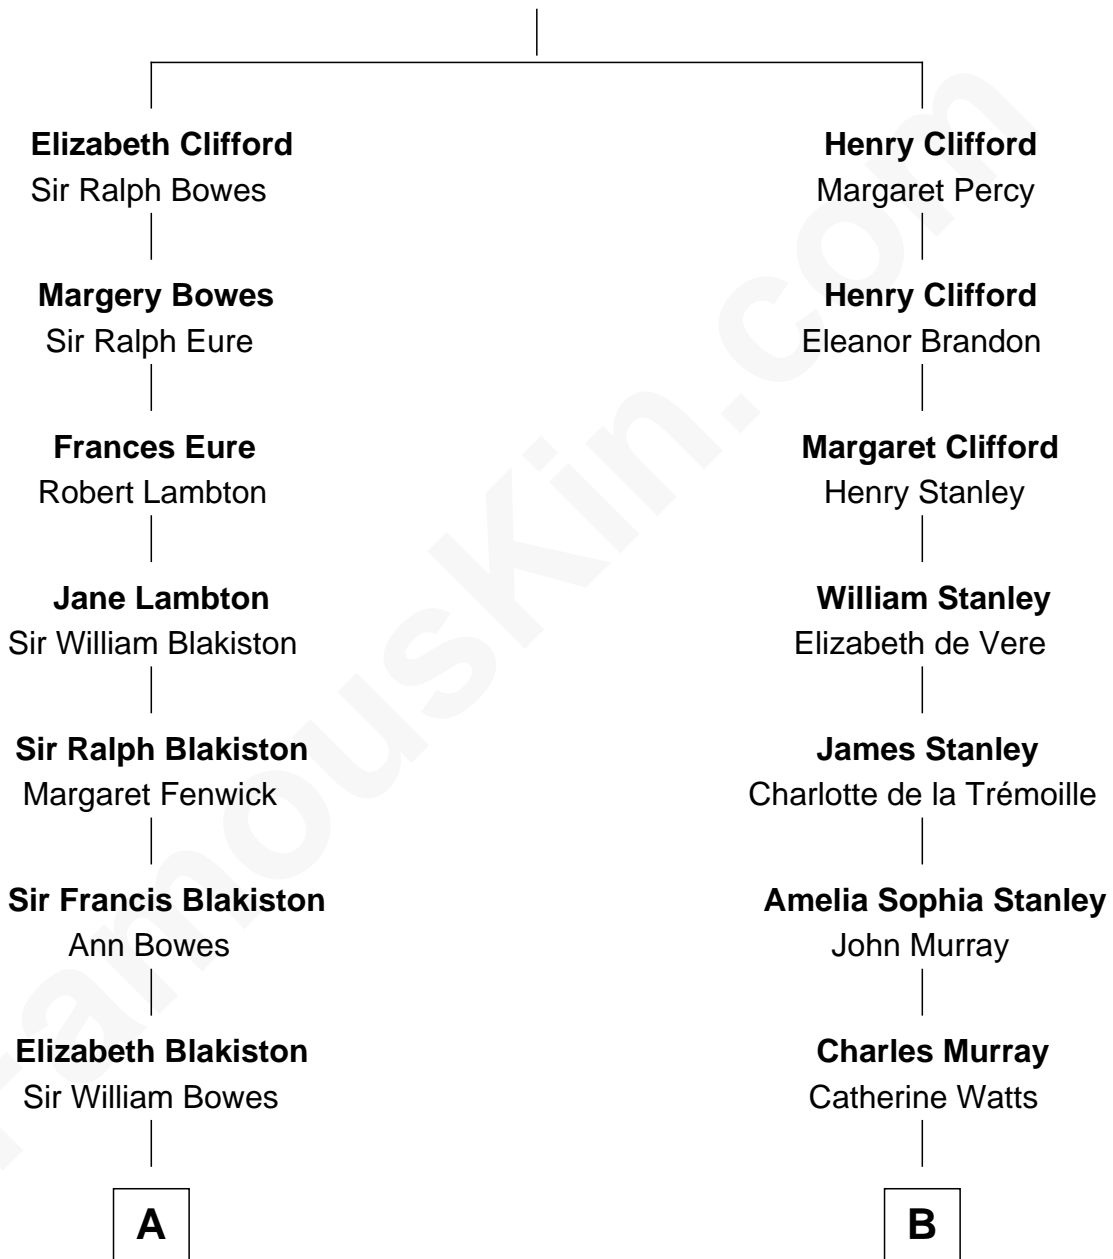 Elizabeth Clifford
Sir Ralph Bowes
Margery Bowes
Sir Ralph Eure
Frances Eure
Robert Lambton
Jane Lambton
Sir William Blakiston
Sir Ralph Blakiston
Margaret Fenwick
Sir Francis Blakiston
Ann Bowes
Elizabeth Blakiston
Sir William Bowes
A
Henry Clifford
Margaret Percy
Henry Clifford
Eleanor Brandon
Margaret Clifford
Henry Stanley
William Stanley
Elizabeth de Vere
James Stanley
Charlotte de la Trémoille
Amelia Sophia Stanley
John Murray
Charles Murray
Catherine Watts
B
FamousKin.com